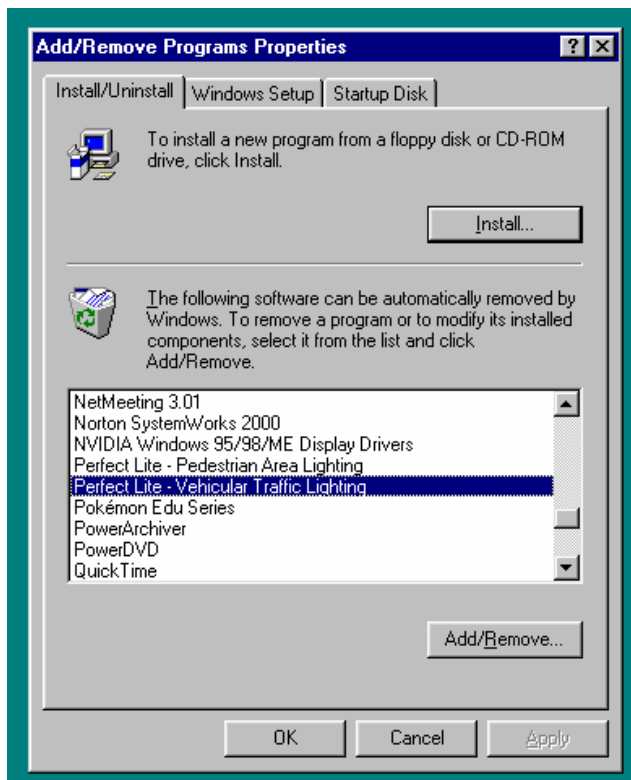 Add/Remove Programs Properties
Install/Uninstall Windows Setup Startup Disk
To install a new program from a floppy disk or CD-ROM
drive, click Install.
Install...
The following software can be automatically removed by
Windows. To remove a program or to modify its installed
components, select it from the list and click
Add/Remove.
NetMeeting 3.01
Norton SystemWorks 2000
NVIDIA Windows 95/98/ME Display Drivers
Perfect Lite - Pedestrian Area Lighting
Perfect Lite - Vehicular Traffic Lighting
Pokémon Edu Series
PowerArchiver
PowerDVD
QuickTime
Add/Remove...
OK Cancel Apply